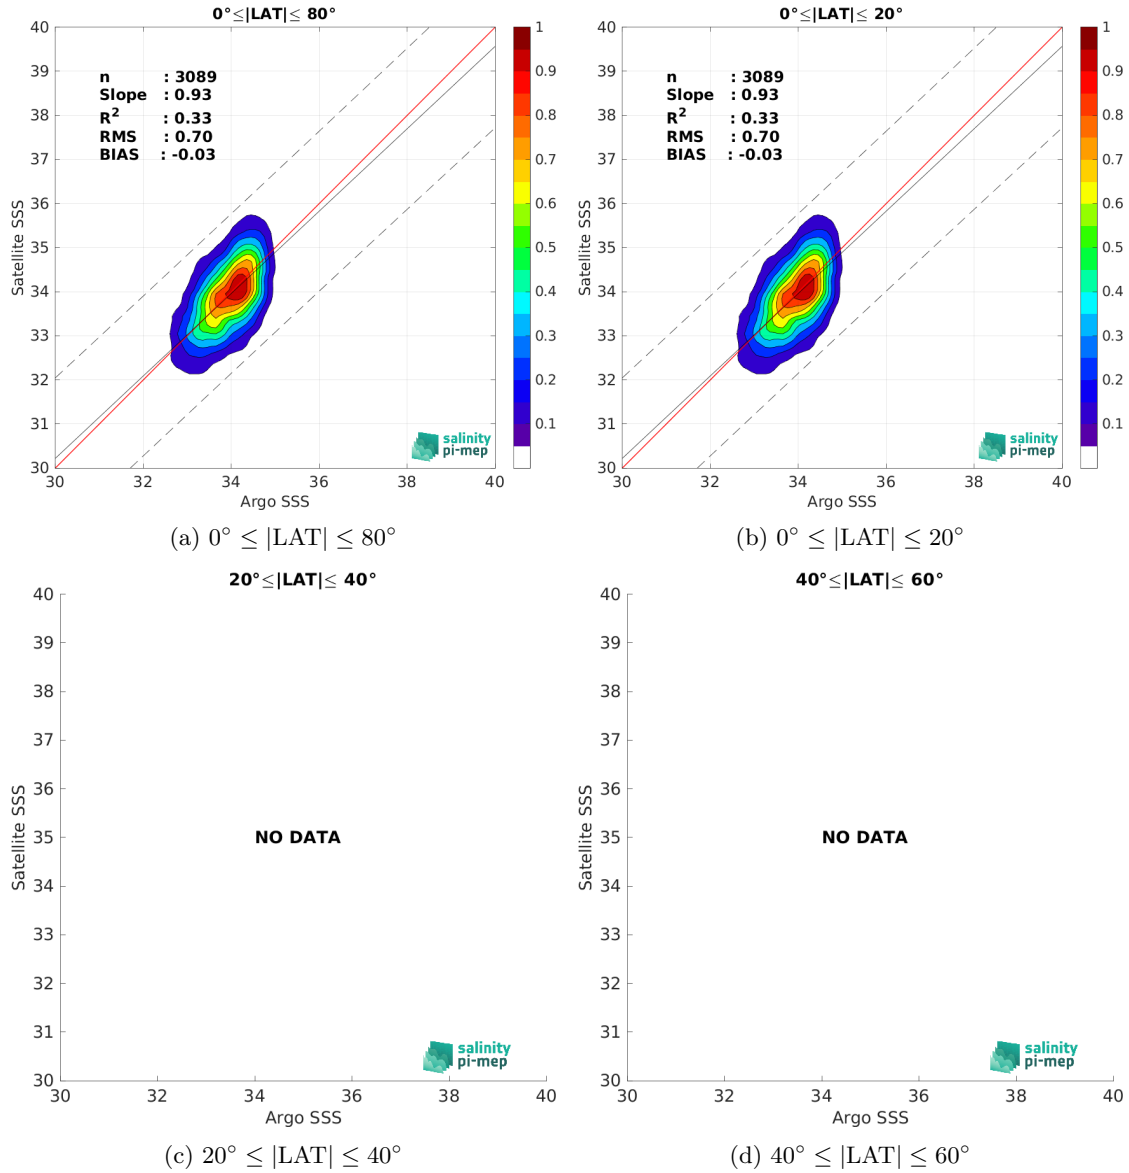 0°≤|LAT|≤ 80°
40
39
38
37
36
35
34
33
32
31
30
Satellite SSS
n : 3089
Slope : 0.93
R² : 0.33
RMS : 0.70
BIAS : -0.03
salinity
pi-mep
30 32 34 36 38 40
Argo SSS
1
0.9
0.8
0.7
0.6
0.5
0.4
0.3
0.2
0.1
(a) 0° ≤ |LAT| ≤ 80°
0°≤|LAT|≤ 20°
40
39
38
37
36
35
34
33
32
31
30
Satellite SSS
n : 3089
Slope : 0.93
R² : 0.33
RMS : 0.70
BIAS : -0.03
salinity
pi-mep
30 32 34 36 38 40
Argo SSS
1
0.9
0.8
0.7
0.6
0.5
0.4
0.3
0.2
0.1
(b) 0° ≤ |LAT| ≤ 20°
20°≤|LAT|≤ 40°
40
39
38
37
36
35
34
33
32
31
30
Satellite SSS
NO DATA
salinity
pi-mep
30 32 34 36 38 40
Argo SSS
(c) 20° ≤ |LAT| ≤ 40°
40°≤|LAT|≤ 60°
40
39
38
37
36
35
34
33
32
31
30
Satellite SSS
NO DATA
salinity
pi-mep
30 32 34 36 38 40
Argo SSS
(d) 40° ≤ |LAT| ≤ 60°